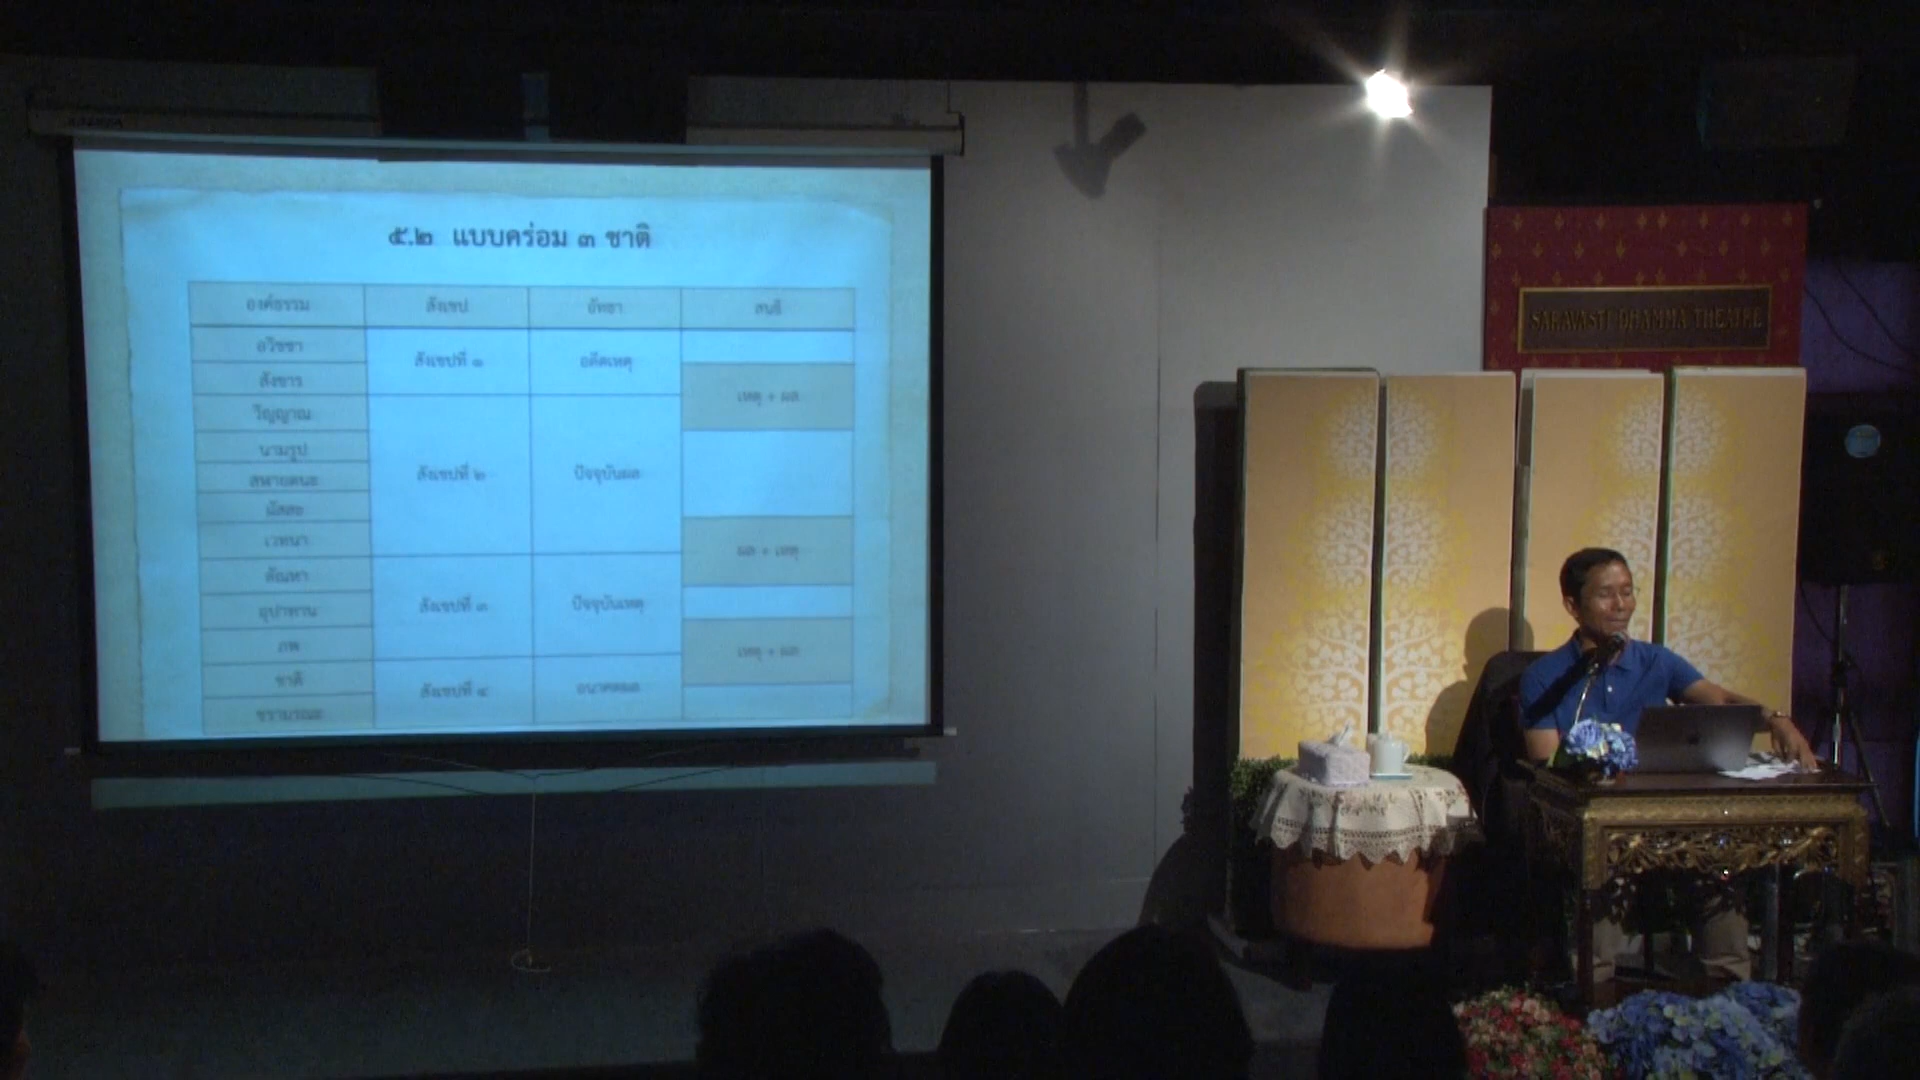 ๕.๒ แบบคร่อม ๓ ชาติ
องค์ธรรม สังเขป อัทธา สนธิ
อวิชชา สังเขปที่ ๑ อดีตเหตุ
สังขาร เหตุ + ผล
วิญญาณ
นามรูป สังเขปที่ ๒ ปัจจุบันผล
สฬายตนะ
ผัสสะ
เวทนา ผล + เหตุ
ตัณหา
อุปาทาน สังเขปที่ ๓ ปัจจุบันเหตุ
ภพ เหตุ + ผล
ชาติ สังเขปที่ ๔ อนาคตผล
ชรามรณะ
SARAVASTI DHAMMA THEATRE